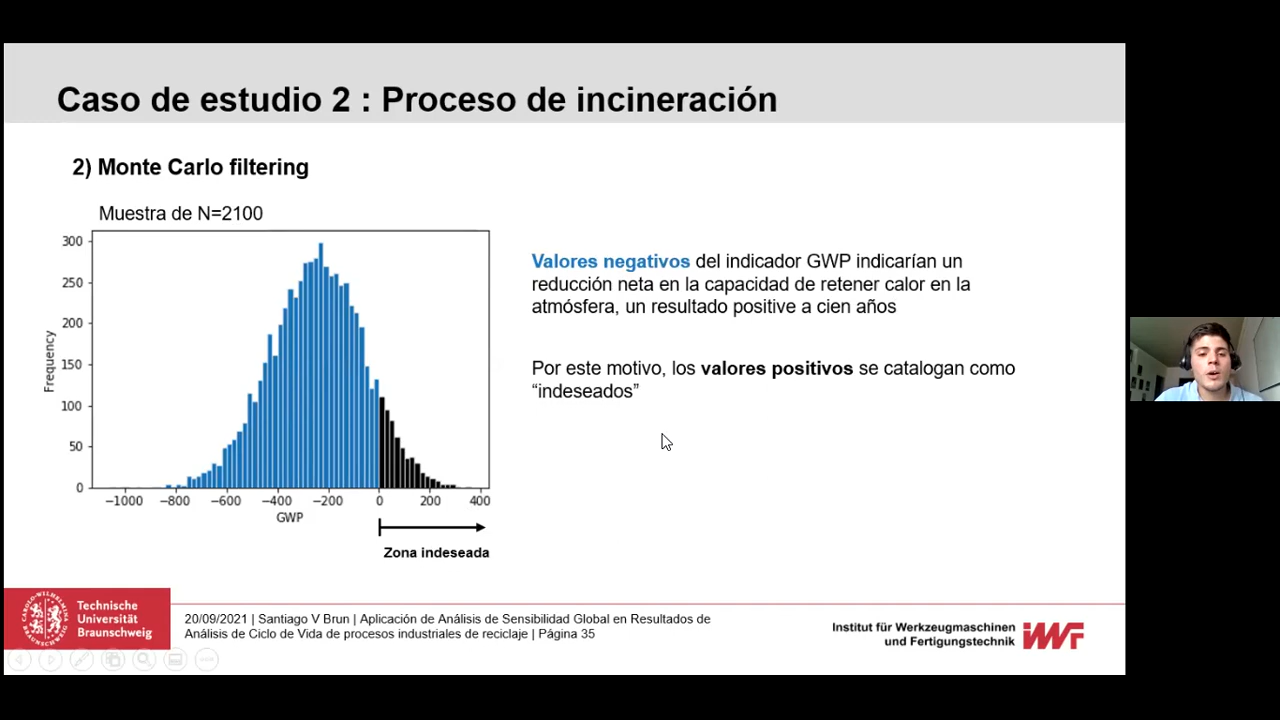 Caso de estudio 2 : Proceso de incineración
2) Monte Carlo filtering
Muestra de N=2100
300
250
200
150
100
50
0
Frequency
−1000 −800 −600 −400 −200 0 200 400
GWP
Zona indeseada
Valores negativos del indicador GWP indicarían un
reducción neta en la capacidad de retener calor en la
atmósfera, un resultado positive a cien años
Por este motivo, los valores positivos se catalogan como
“indeseados”
Technische
Universität
Braunschweig
20/09/2021 | Santiago V Brun | Aplicación de Análisis de Sensibilidad Global en Resultados de
Análisis de Ciclo de Vida de procesos industriales de reciclaje | Página 35
Institut für Werkzeugmaschinen
und Fertigungstechnik
iWF